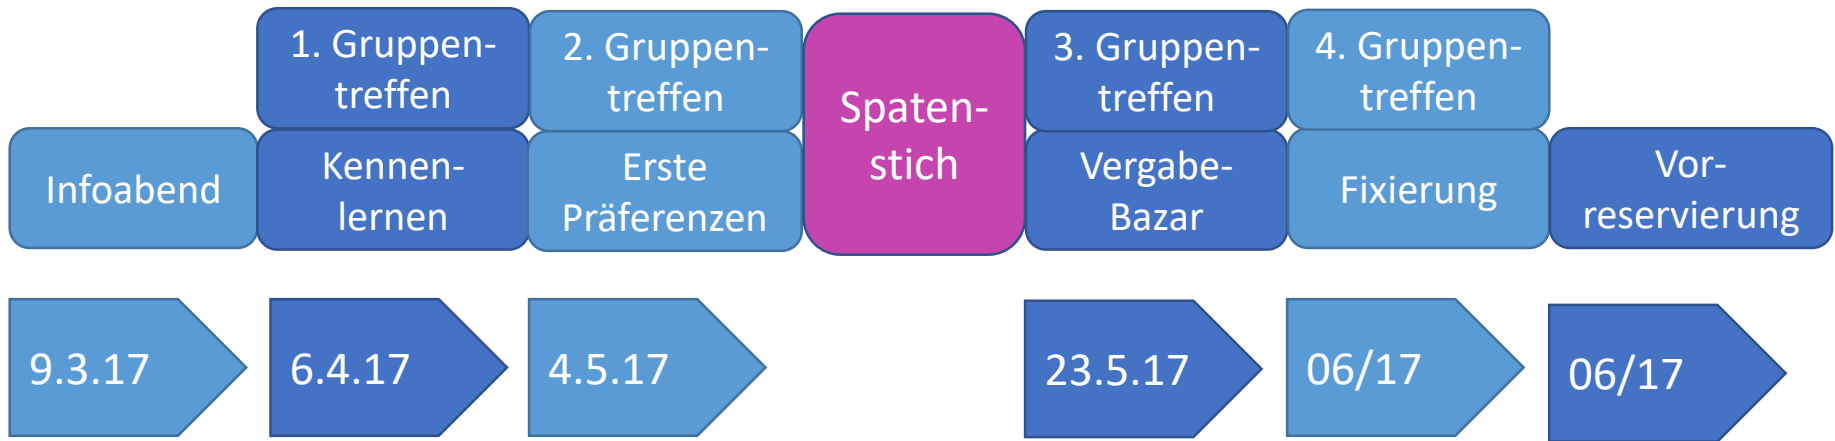 1. Gruppen-
treffen
2. Gruppen-
treffen
Spaten-
stich
3. Gruppen-
treffen
4. Gruppen-
treffen
Infoabend
Kennen-
lernen
Erste
Präferenzen
Vergabe-
Bazar
Fixierung
Vor-
reservierung
9.3.17
6.4.17
4.5.17
23.5.17
06/17
06/17